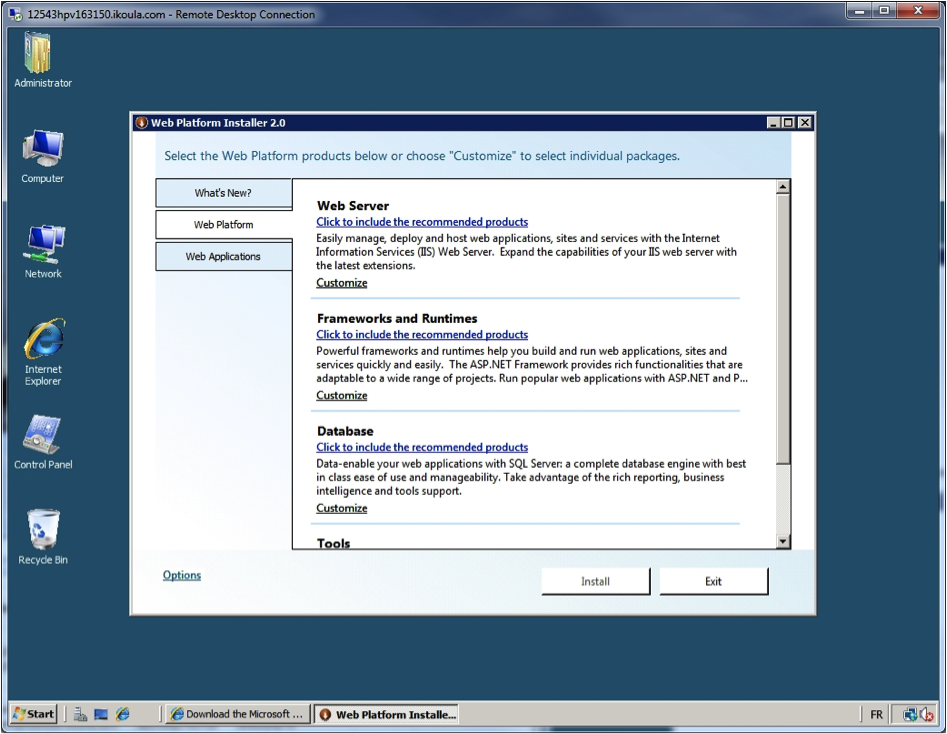 12543hpv163150.ikoula.com - Remote Desktop Connection
Administrator
Computer
Network
Internet
Explorer
Control Panel
Recycle Bin
Web Platform Installer 2.0
Select the Web Platform products below or choose "Customize" to select individual packages.
What's New?
Web Platform
Web Applications
Web Server
Click to include the recommended products
Easily manage, deploy and host web applications, sites and services with the Internet
Information Services (IIS) Web Server. Expand the capabilities of your IIS web server with
the latest extensions.
Customize
Frameworks and Runtimes
Click to include the recommended products
Powerful frameworks and runtimes help you build and run web applications, sites and
services quickly and easily. The ASP.NET Framework provides rich functionalities that are
adaptable to a wide range of projects. Run popular web applications with ASP.NET and P...
Customize
Database
Click to include the recommended products
Data-enable your web applications with SQL Server: a complete database engine with best
in class ease of use and manageability. Take advantage of the rich reporting, business
intelligence and tools support.
Customize
Tools
Options
Install
Exit
Start
Download the Microsoft ...
Web Platform Installe...
FR